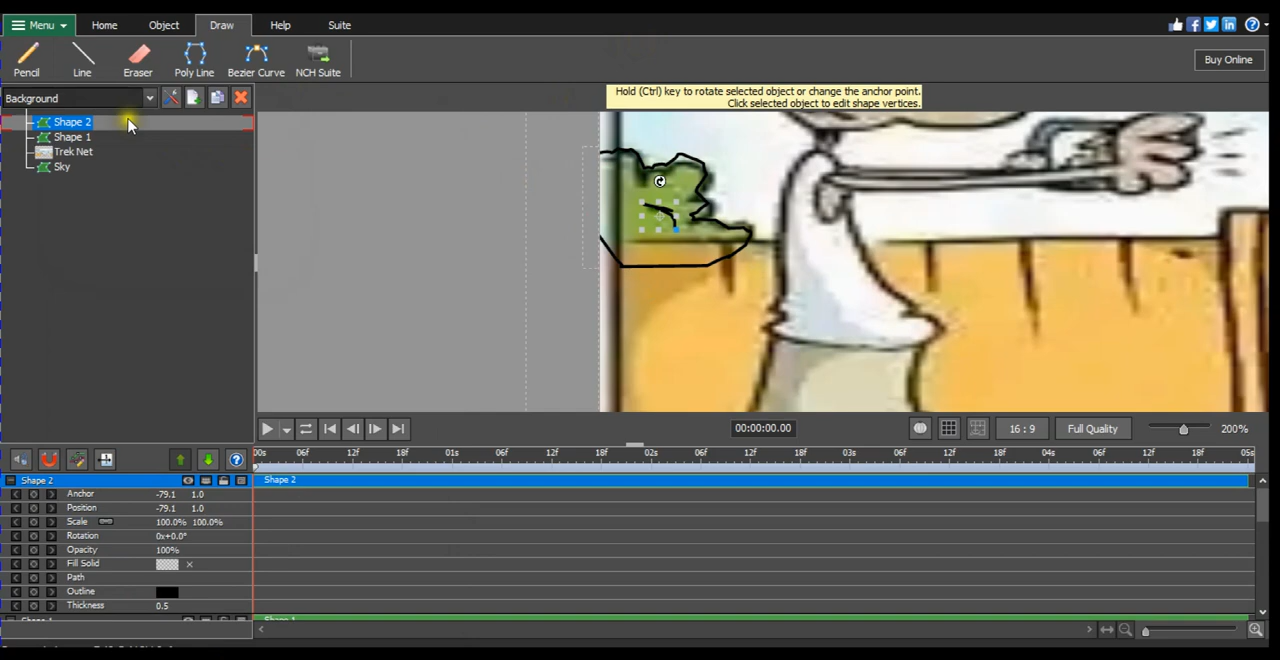 Menu Home Object Draw Help Suite
Pencil Line Eraser Poly Line Bezier Curve NCH Suite Buy Online
Background
Hold (Ctrl) key to rotate selected object or change the anchor point.
Click selected object to edit shape vertices.
Shape 2
Shape 1
Trek Net
Sky
00:00:00.00 16 : 9 Full Quality 200%
00s 06f 12f 18f 01s 06f 12f 18f 02s 06f 12f 18f 03s 06f 12f 18f 04s 06f 12f 18f 05s
Shape 2 Shape 2
Anchor -79.1 1.0
Position -79.1 1.0
Scale 100.0% 100.0%
Rotation 0x+0.0°
Opacity 100%
Fill Solid
Path
Outline
Thickness 0.5
Shape 1 Shape 1